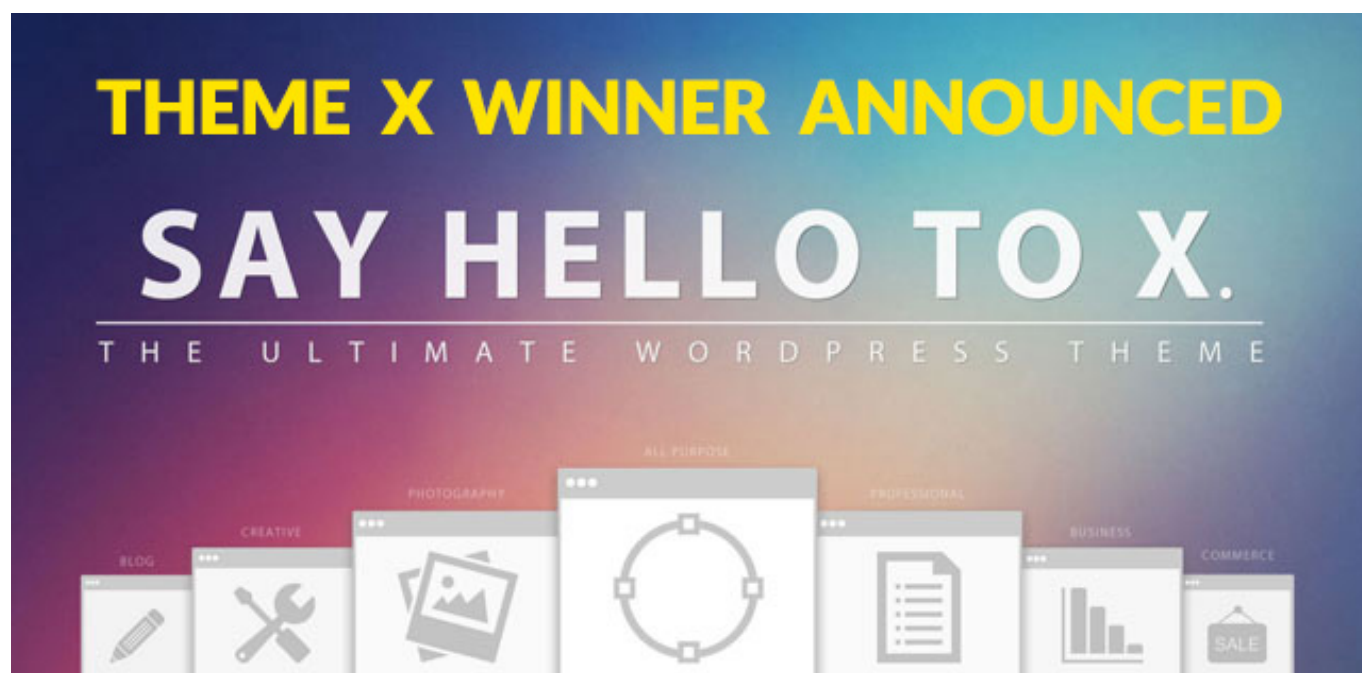 THEME X WINNER ANNOUNCED
SAY HELLO TO X.
THE ULTIMATE WORDPRESS THEME
ALL PURPOSE
PHOTOGRAPHY
PROFESSIONAL
CREATIVE
BUSINESS
BLOG
COMMERCE
SALE